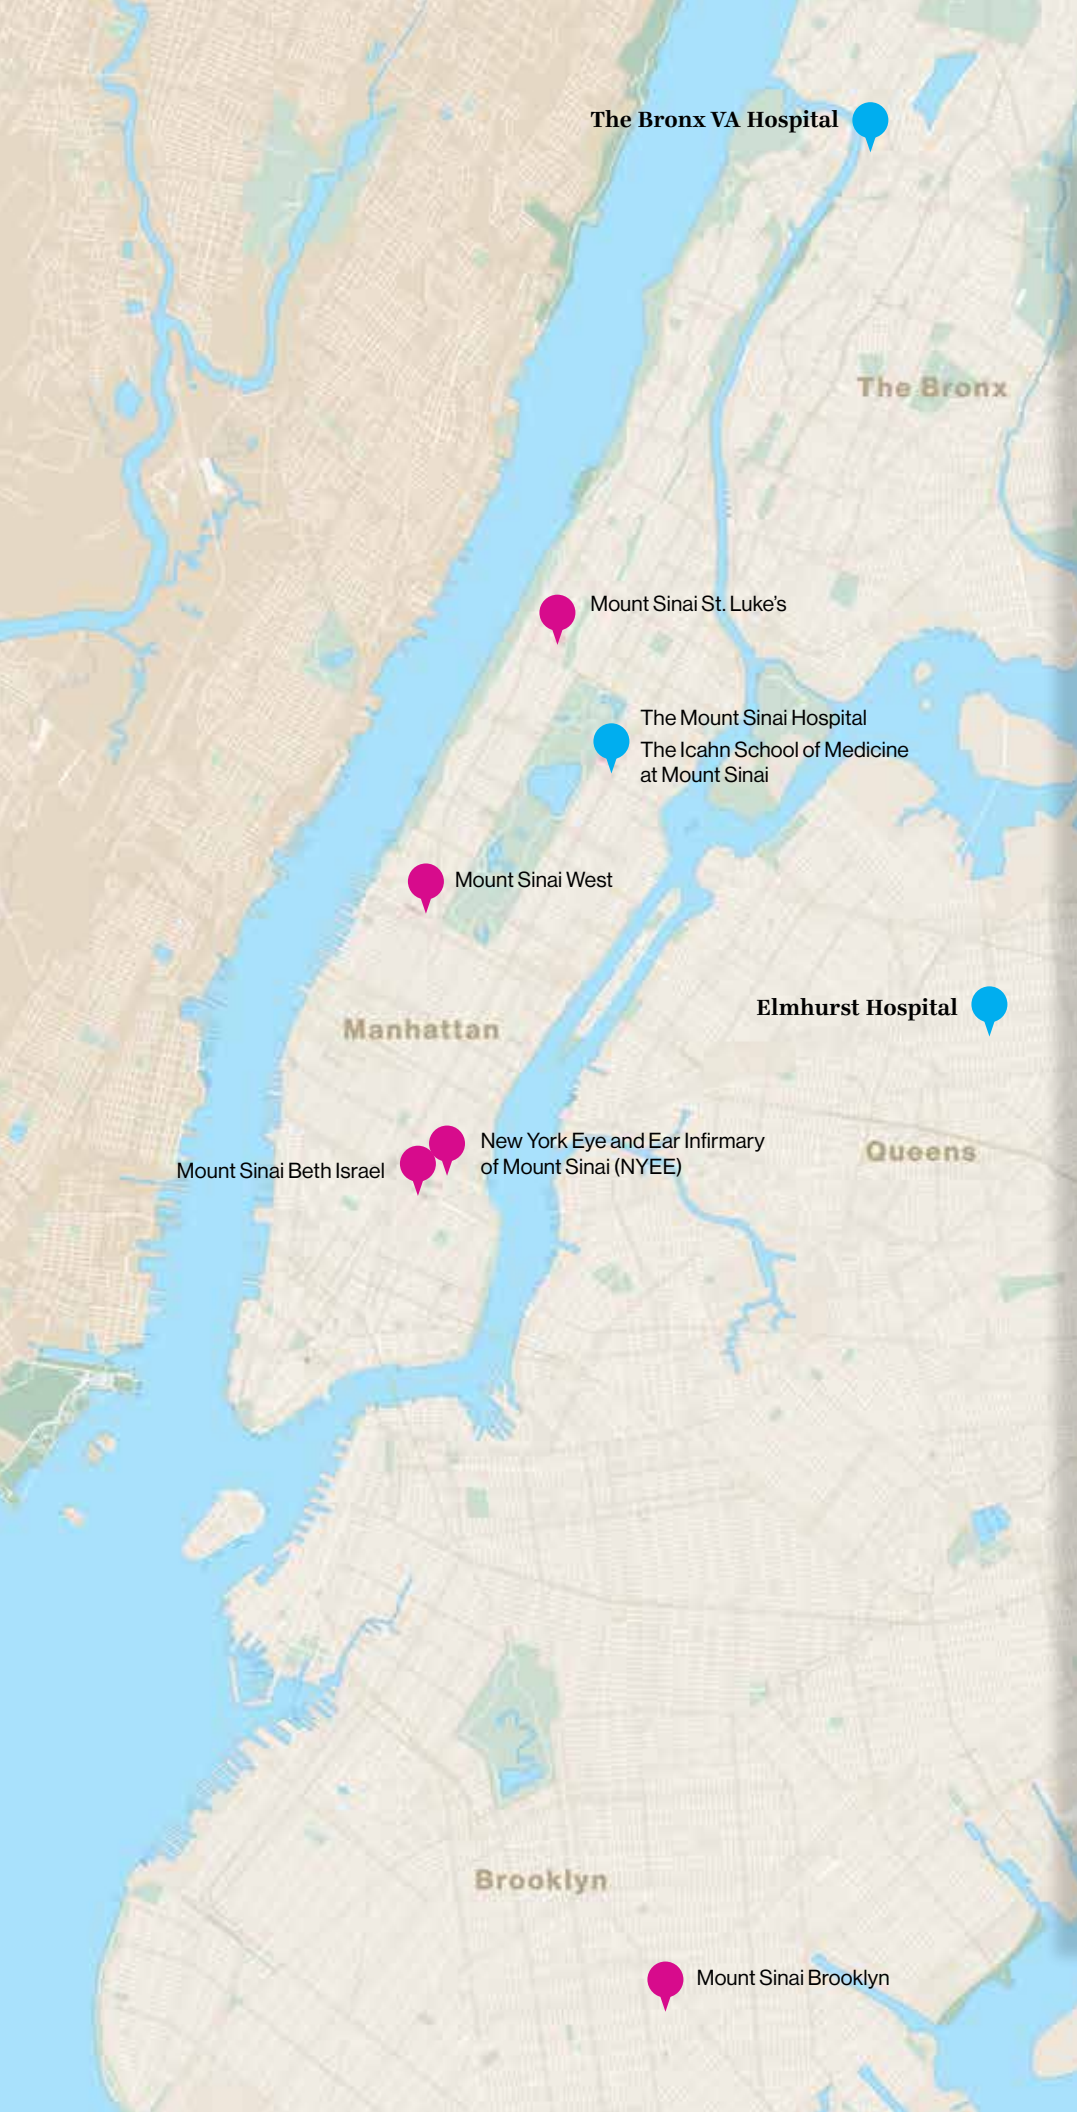 The Bronx VA Hospital
The Bronx
Mount Sinai St. Luke’s
The Mount Sinai Hospital
The Icahn School of Medicine
at Mount Sinai
Mount Sinai West
Elmhurst Hospital
Manhattan
New York Eye and Ear Infirmary
of Mount Sinai (NYEE)
Queens
Mount Sinai Beth Israel
Brooklyn
Mount Sinai Brooklyn